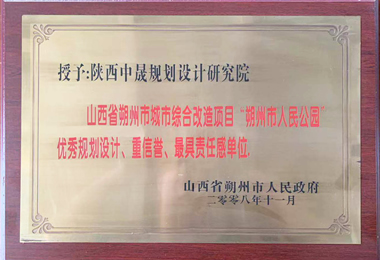 授予:陕西中晟规划设计研究院
山西省朔州市城市综合改造项目“朔州市人民公园”
优秀规划设计、重信誉、最具责任感单位.
山西省朔州市人民政府
二零零八年十一月